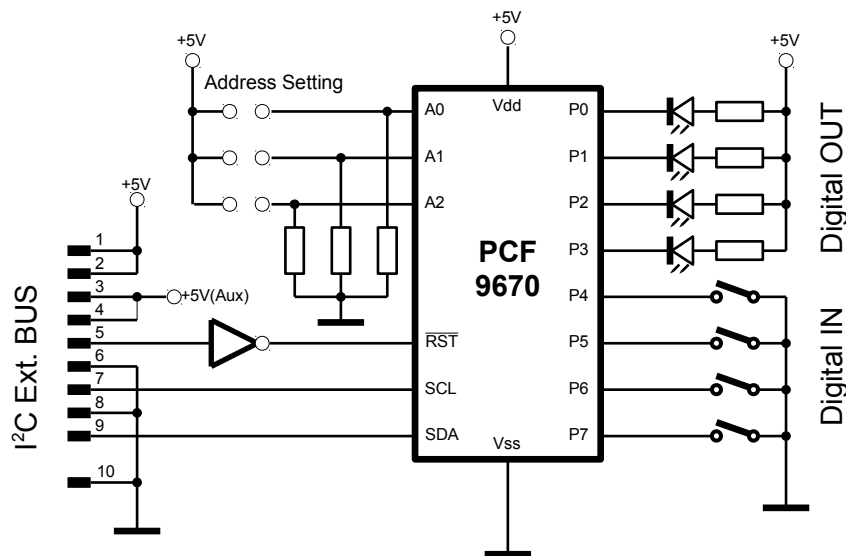 +5V
+5V
+5V
Address Setting
Vdd
A0
A1
A2
P0
P1
P2
P3
P4
P5
P6
P7
PCF
9670
R̅S̅T̅
SCL
SDA
Vss
+5V
+5V(Aux)
1
2
3
4
5
6
7
8
9
10
I²C Ext. BUS
Digital OUT
Digital IN